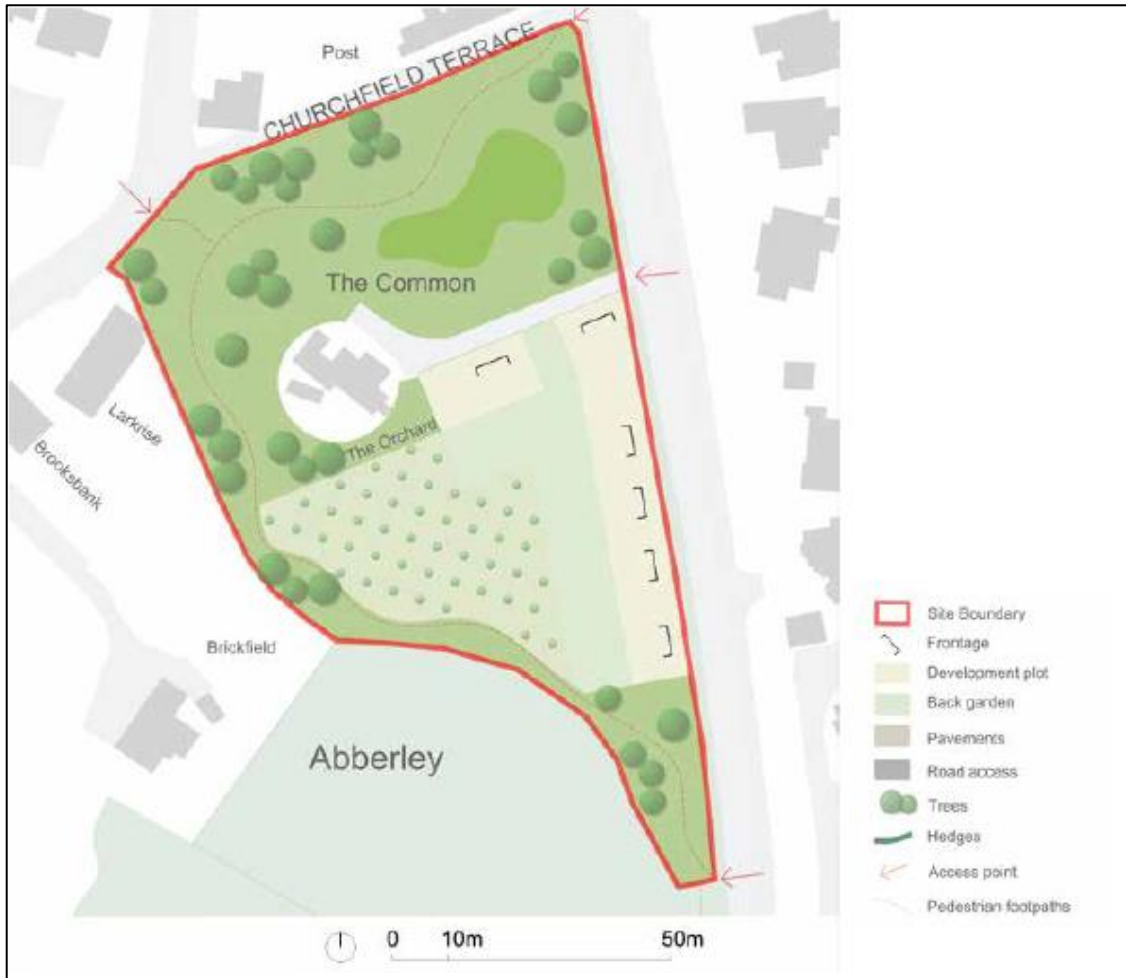 Post
CHURCHFIELD TERRACE
The Common
The Orchard
Larkrise
Brooksbank
Brickfield
Abberley
Site Boundary
Frontage
Development plot
Back garden
Pavements
Road access
Trees
Hedges
Access point
Pedestrian footpaths
0 10m 50m